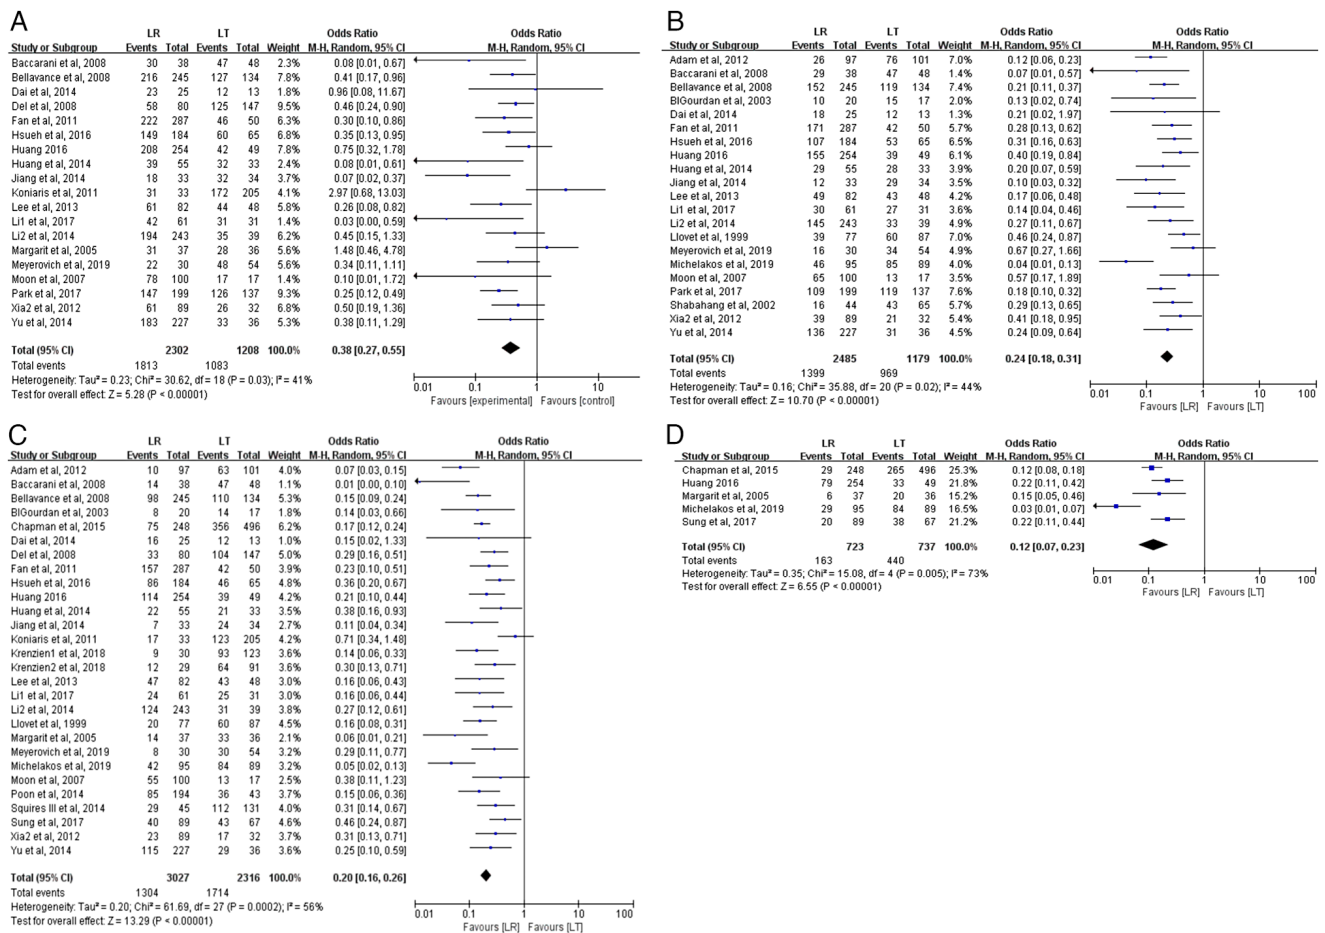 A
LR LT Odds Ratio Odds Ratio
Study or Subgroup Events Total Events Total Weight M-H, Random, 95% CI M-H, Random, 95% CI
Baccarani et al, 2008 30 38 47 48 2.3% 0.08 [0.01, 0.67]
Bellavance et al, 2008 216 245 127 134 7.8% 0.41 [0.17, 0.96]
Dai et al, 2014 23 25 12 13 1.8% 0.96 [0.08, 11.67]
Del et al, 2008 58 80 125 147 9.9% 0.46 [0.24, 0.90]
Fan et al, 2011 222 287 46 50 6.1% 0.30 [0.10, 0.86]
Hsueh et al, 2016 149 184 60 65 6.7% 0.35 [0.13, 0.95]
Huang 2016 208 254 42 49 7.9% 0.75 [0.32, 1.78]
Huang et al, 2014 39 55 32 33 2.4% 0.08 [0.01, 0.61]
Jiang et al, 2014 18 33 32 34 3.7% 0.07 [0.02, 0.37]
Koniaris et al, 2011 31 33 172 205 4.1% 2.97 [0.68, 13.03]
Lee et al, 2013 61 82 44 48 5.6% 0.26 [0.08, 0.82]
Li1 et al, 2017 42 61 31 31 1.4% 0.03 [0.00, 0.59]
Li2 et al, 2014 194 243 35 39 6.2% 0.45 [0.15, 1.33]
Margarit et al, 2005 31 37 28 36 5.4% 1.48 [0.46, 4.78]
Meyerovich et al, 2019 22 30 48 54 5.2% 0.34 [0.11, 1.11]
Moon et al, 2007 78 100 17 17 1.4% 0.10 [0.01, 1.72]
Park et al, 2017 147 199 126 137 9.3% 0.25 [0.12, 0.49]
Xia2 et al, 2012 61 89 26 32 7.0% 0.50 [0.19, 1.36]
Yu et al, 2014 183 227 33 36 5.3% 0.38 [0.11, 1.29]
Total (95% CI) 2302 1208 100.0% 0.38 [0.27, 0.55]
Total events 1813 1083
Heterogeneity: Tau² = 0.23; Chi² = 30.62, df = 18 (P = 0.03); I² = 41%
Test for overall effect: Z = 5.28 (P < 0.00001)
0.01 0.1 1 10 100
Favours [experimental] Favours [control]
B
LR LT Odds Ratio Odds Ratio
Study or Subgroup Events Total Events Total Weight M-H, Random, 95% CI M-H, Random, 95% CI
Adam et al, 2012 26 97 76 101 7.0% 0.12 [0.06, 0.23]
Baccarani et al, 2008 29 38 47 48 1.4% 0.07 [0.01, 0.57]
Bellavance et al, 2008 152 245 119 134 7.7% 0.21 [0.11, 0.37]
BIGourdan et al, 2003 10 20 15 17 2.0% 0.13 [0.02, 0.74]
Dai et al, 2014 18 25 12 13 1.2% 0.21 [0.02, 1.97]
Fan et al, 2011 171 287 42 50 6.1% 0.28 [0.13, 0.62]
Hsueh et al, 2016 107 184 53 65 6.9% 0.31 [0.16, 0.63]
Huang 2016 155 254 39 49 6.7% 0.40 [0.19, 0.84]
Huang et al, 2014 29 55 28 33 3.8% 0.20 [0.07, 0.59]
Jiang et al, 2014 12 33 29 34 3.4% 0.10 [0.03, 0.32]
Lee et al, 2013 49 82 43 48 4.1% 0.17 [0.06, 0.48]
Li1 et al, 2017 30 61 27 31 3.4% 0.14 [0.04, 0.46]
Li2 et al, 2014 145 243 33 39 5.1% 0.27 [0.11, 0.67]
Llovet et al, 1999 39 77 60 87 7.0% 0.46 [0.24, 0.87]
Meyerovich et al, 2019 16 30 34 54 4.9% 0.67 [0.27, 1.66]
Michelakos et al, 2019 46 95 85 89 3.9% 0.04 [0.01, 0.13]
Moon et al, 2007 65 100 13 17 3.4% 0.57 [0.17, 1.89]
Park et al, 2017 109 199 119 137 8.0% 0.18 [0.10, 0.32]
Shabahang et al, 2002 16 44 43 65 5.7% 0.29 [0.13, 0.65]
Xia2 et al, 2012 39 89 21 32 5.4% 0.41 [0.18, 0.95]
Yu et al, 2014 136 227 31 36 4.5% 0.24 [0.09, 0.64]
Total (95% CI) 2485 1179 100.0% 0.24 [0.18, 0.31]
Total events 1399 969
Heterogeneity: Tau² = 0.16; Chi² = 35.88, df = 20 (P = 0.02); I² = 44%
Test for overall effect: Z = 10.70 (P < 0.00001)
0.01 0.1 1 10 100
Favours [LR] Favours [LT]
C
LR LT Odds Ratio Odds Ratio
Study or Subgroup Events Total Events Total Weight M-H, Random, 95% CI M-H, Random, 95% CI
Adam et al, 2012 10 97 63 101 4.0% 0.07 [0.03, 0.15]
Baccarani et al, 2008 14 38 47 48 1.2% 0.01 [0.00, 0.10]
Bellavance et al, 2008 98 245 110 134 5.5% 0.15 [0.09, 0.24]
BIGourdan et al, 2003 8 20 14 17 2.0% 0.14 [0.03, 0.66]
Chapman et al, 2015 75 248 356 496 6.2% 0.17 [0.12, 0.24]
Dai et al, 2014 16 25 12 13 1.1% 0.15 [0.02, 1.33]
Del et al, 2008 33 80 104 147 5.2% 0.29 [0.16, 0.51]
Fan et al, 2011 157 287 42 50 3.9% 0.23 [0.10, 0.51]
Hsueh et al, 2016 86 184 46 65 5.0% 0.36 [0.20, 0.67]
Huang 2016 114 254 39 49 4.3% 0.21 [0.10, 0.44]
Huang et al, 2014 22 55 21 33 3.5% 0.38 [0.16, 0.93]
Jiang et al, 2014 7 33 24 34 2.7% 0.11 [0.04, 0.34]
Koniaris et al, 2011 17 33 123 205 4.2% 0.71 [0.34, 1.48]
Krenzien1 et al, 2018 9 30 93 123 3.6% 0.14 [0.06, 0.33]
Krenzien2 et al, 2018 12 29 64 91 3.6% 0.30 [0.13, 0.71]
Lee et al, 2013 47 82 43 48 3.0% 0.16 [0.06, 0.43]
Li1 et al, 2017 24 61 25 31 2.9% 0.16 [0.06, 0.44]
Li2 et al, 2014 124 243 31 39 3.8% 0.27 [0.12, 0.61]
Llovet et al, 1999 20 77 60 87 4.5% 0.16 [0.08, 0.31]
Margarit et al, 2005 14 37 33 36 2.1% 0.06 [0.01, 0.21]
Meyerovich et al, 2019 8 30 30 54 3.2% 0.29 [0.11, 0.77]
Michelakos et al, 2019 42 95 84 89 3.2% 0.05 [0.02, 0.13]
Moon et al, 2007 55 100 13 17 2.5% 0.38 [0.11, 1.23]
Poon et al, 2014 85 194 36 43 3.7% 0.15 [0.06, 0.36]
Squires III et al, 2014 29 45 112 131 4.0% 0.31 [0.14, 0.67]
Sung et al, 2017 40 89 43 67 4.7% 0.46 [0.24, 0.87]
Xia2 et al, 2012 23 89 17 32 3.7% 0.31 [0.13, 0.71]
Yu et al, 2014 115 227 29 36 3.6% 0.25 [0.10, 0.59]
Total (95% CI) 3027 2316 100.0% 0.20 [0.16, 0.26]
Total events 1304 1714
Heterogeneity: Tau² = 0.20; Chi² = 61.69, df = 27 (P = 0.0002); I² = 56%
Test for overall effect: Z = 13.29 (P < 0.00001)
0.01 0.1 1 10 100
Favours [LR] Favours [LT]
D
LR LT Odds Ratio Odds Ratio
Study or Subgroup Events Total Events Total Weight M-H, Random, 95% CI M-H, Random, 95% CI
Chapman et al, 2015 29 248 265 496 25.3% 0.12 [0.08, 0.18]
Huang 2016 79 254 33 49 21.8% 0.22 [0.11, 0.42]
Margarit et al, 2005 6 37 20 36 15.2% 0.15 [0.05, 0.46]
Michelakos et al, 2019 29 95 84 89 16.5% 0.03 [0.01, 0.07]
Sung et al, 2017 20 89 38 67 21.2% 0.22 [0.11, 0.44]
Total (95% CI) 723 737 100.0% 0.12 [0.07, 0.23]
Total events 163 440
Heterogeneity: Tau² = 0.35; Chi² = 15.08, df = 4 (P = 0.005); I² = 73%
Test for overall effect: Z = 6.55 (P < 0.00001)
0.01 0.1 1 10 100
Favours [LR] Favours [LT]